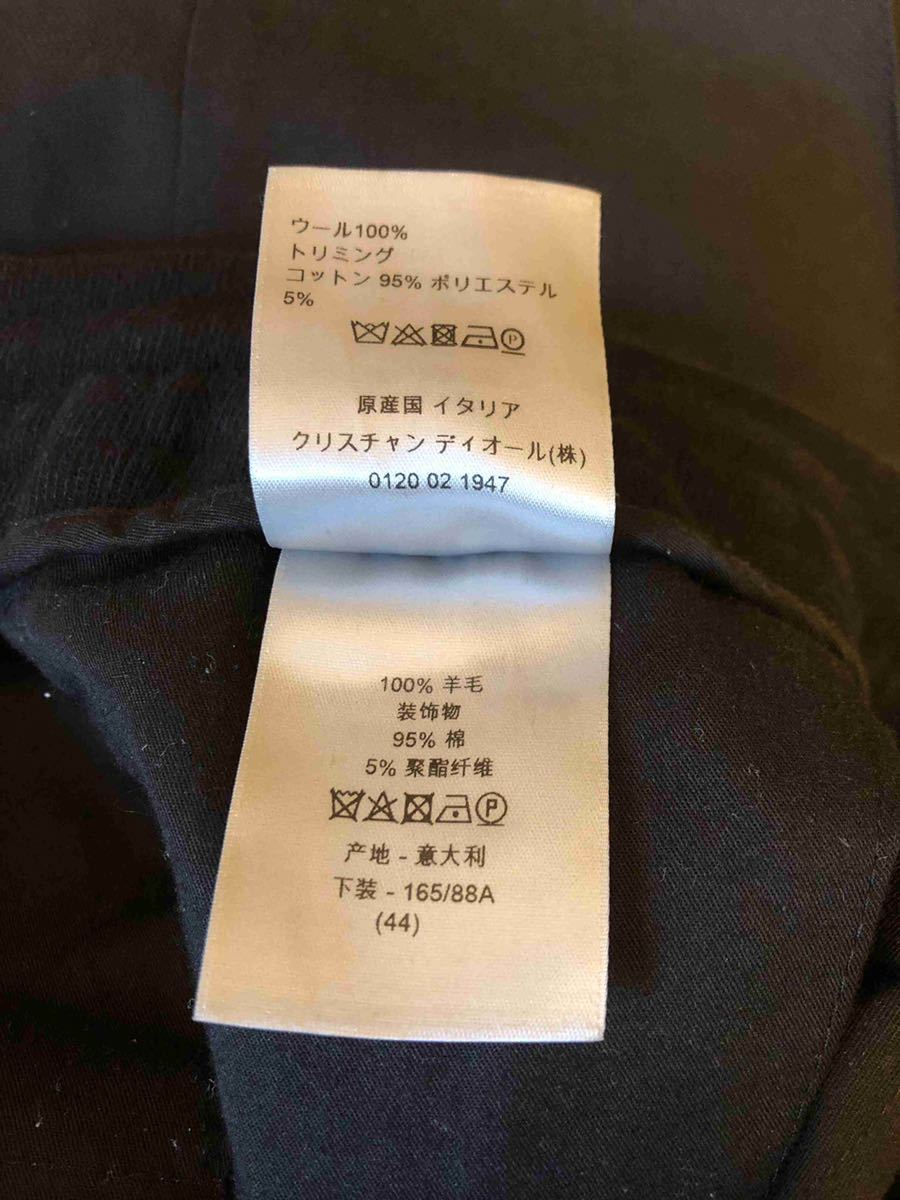 ウール100%
トリミング
コットン 95% ポリエステル
5%
P
原産国 イタリア
クリスチャン ディオール(株)
0120 02 1947
100% 羊毛
装饰物
95% 棉
5% 聚酯纤维
P
产地 - 意大利
下装 - 165/88A
(44)